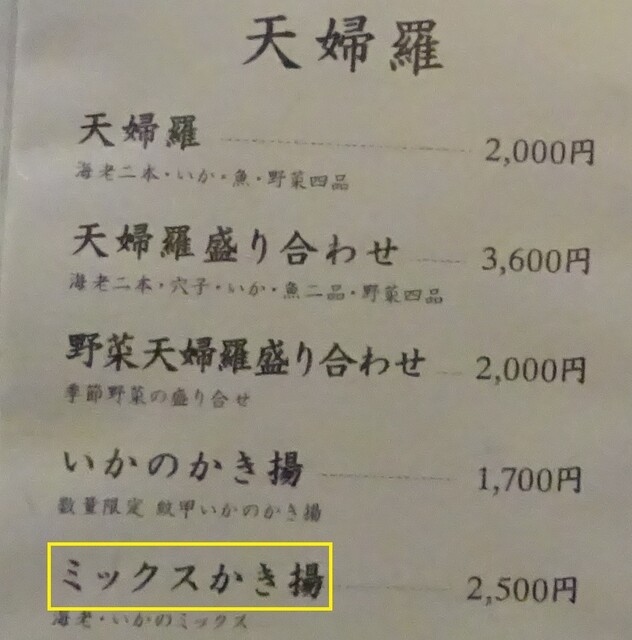 天婦羅
天婦羅 2,000円
海老二本・いか・魚・野菜四品
天婦羅盛り合わせ 3,600円
海老二本・穴子・いか・魚二品・野菜四品
野菜天婦羅盛り合わせ 2,000円
季節野菜の盛り合せ
いかのかき揚 1,700円
数量限定 紋甲いかのかき揚
ミックスかき揚 2,500円
海老・いかのミックス